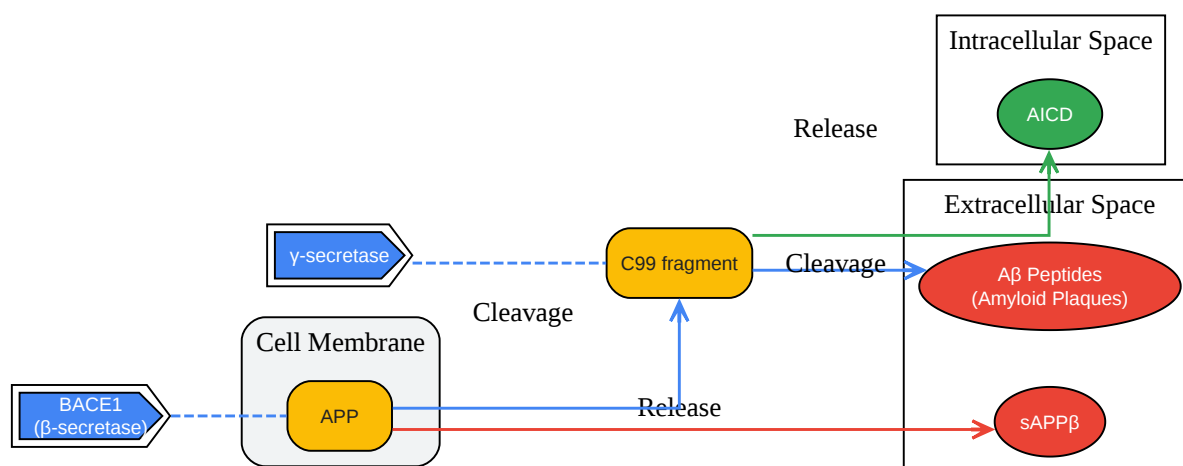 Intracellular Space
AICD
Release
Extracellular Space
γ-secretase
C99 fragment
Cleavage
Aβ Peptides
(Amyloid Plaques)
Cleavage
Cell Membrane
BACE1
(β-secretase)
APP
Release
sAPPβ